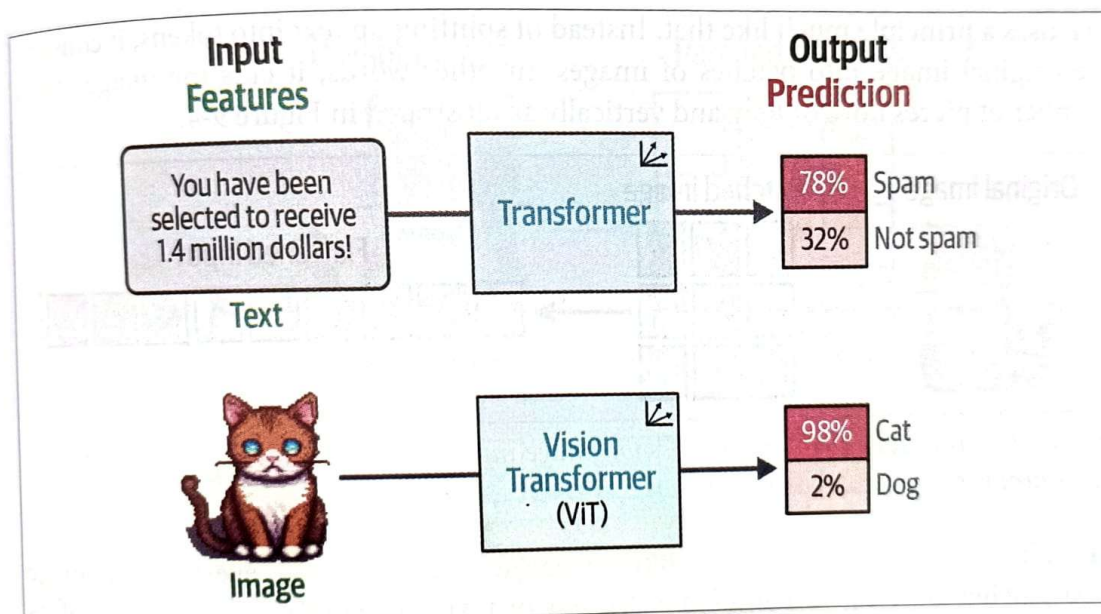 Input
Features
Output
Prediction
You have been
selected to receive
1.4 million dollars!
Text
Transformer
78% Spam
32% Not spam
Image
Vision
Transformer
(ViT)
98% Cat
2% Dog